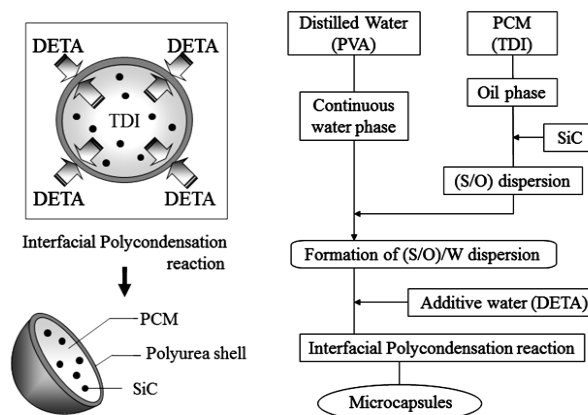 DETA
DETA
TDI
DETA
DETA
Interfacial Polycondensation
reaction
PCM
Polyurea shell
SiC
Distilled Water
(PVA)
PCM
(TDI)
Continuous
water phase
Oil phase
SiC
(S/O) dispersion
Formation of (S/O)/W dispersion
Additive water (DETA)
Interfacial Polycondensation reaction
Microcapsules